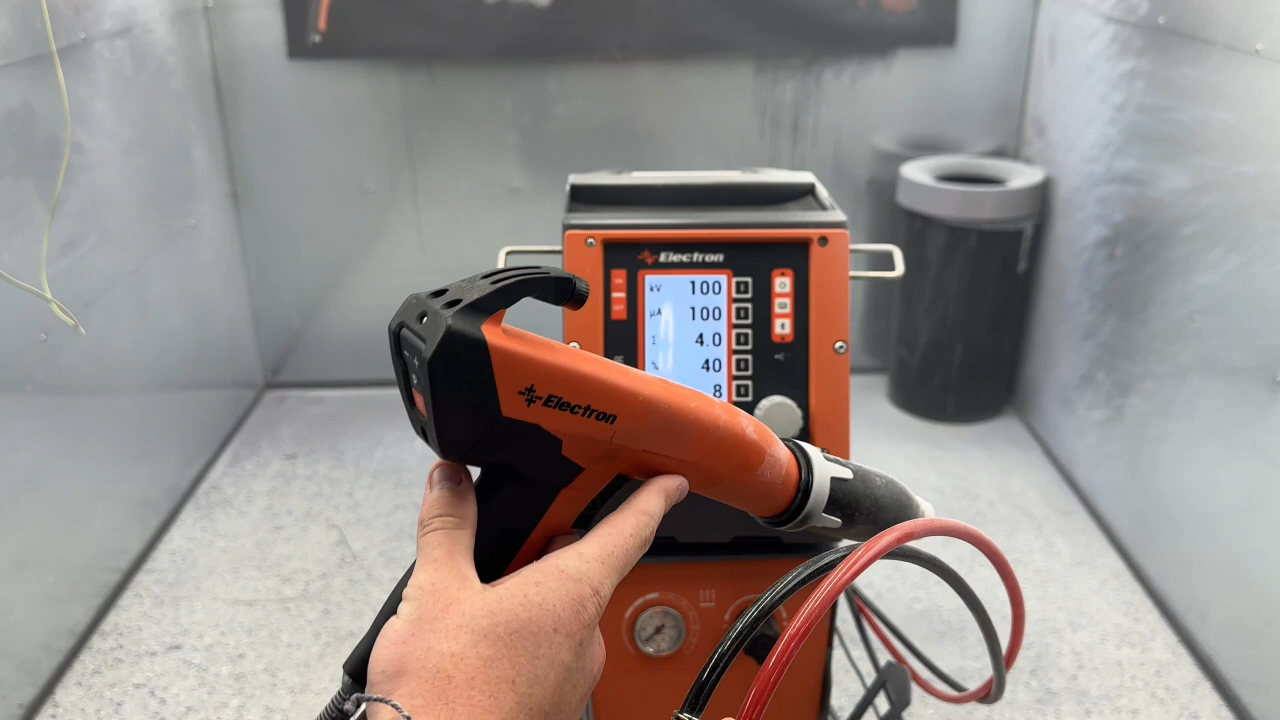 Electron
kV 100
µA 100
Σ 4.0
% 40
8
Electron